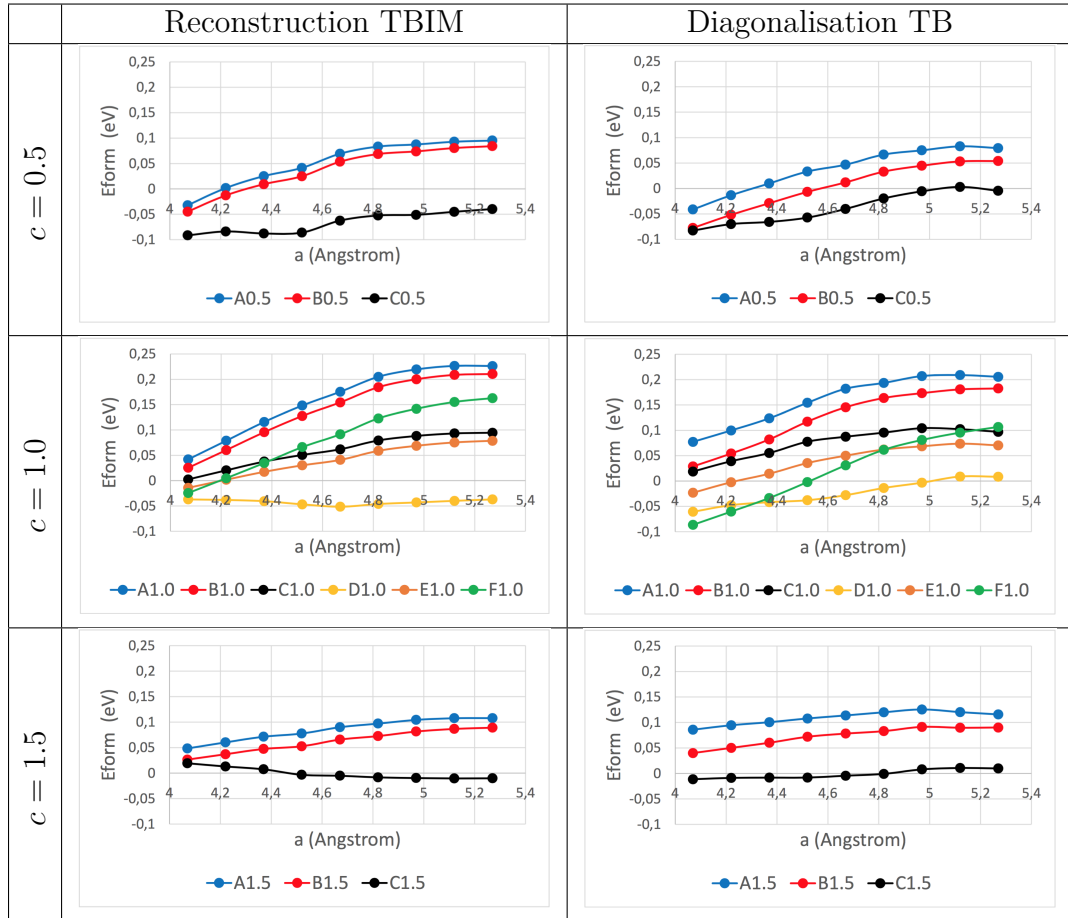 Reconstruction TBIM
Diagonalisation TB
c = 0.5
0,25
0,2
0,15
0,1
0,05
0
-0,05
-0,1
Eform (eV)
4 4,2 4,4 4,6 4,8 5 5,2 5,4
a (Angstrom)
A0.5 B0.5 C0.5
0,25
0,2
0,15
0,1
0,05
0
-0,05
-0,1
Eform (eV)
4 4,2 4,4 4,6 4,8 5 5,2 5,4
a (Angstrom)
A0.5 B0.5 C0.5
c = 1.0
0,25
0,2
0,15
0,1
0,05
0
-0,05
-0,1
Eform (eV)
4 4,2 4,4 4,6 4,8 5 5,2 5,4
a (Angstrom)
A1.0 B1.0 C1.0 D1.0 E1.0 F1.0
0,25
0,2
0,15
0,1
0,05
0
-0,05
-0,1
Eform (eV)
4 4,2 4,4 4,6 4,8 5 5,2 5,4
a (Angstrom)
A1.0 B1.0 C1.0 D1.0 E1.0 F1.0
c = 1.5
0,25
0,2
0,15
0,1
0,05
0
-0,05
-0,1
Eform (eV)
4 4,2 4,4 4,6 4,8 5 5,2 5,4
a (Angstrom)
A1.5 B1.5 C1.5
0,25
0,2
0,15
0,1
0,05
0
-0,05
-0,1
Eform (eV)
4 4,2 4,4 4,6 4,8 5 5,2 5,4
a (Angstrom)
A1.5 B1.5 C1.5